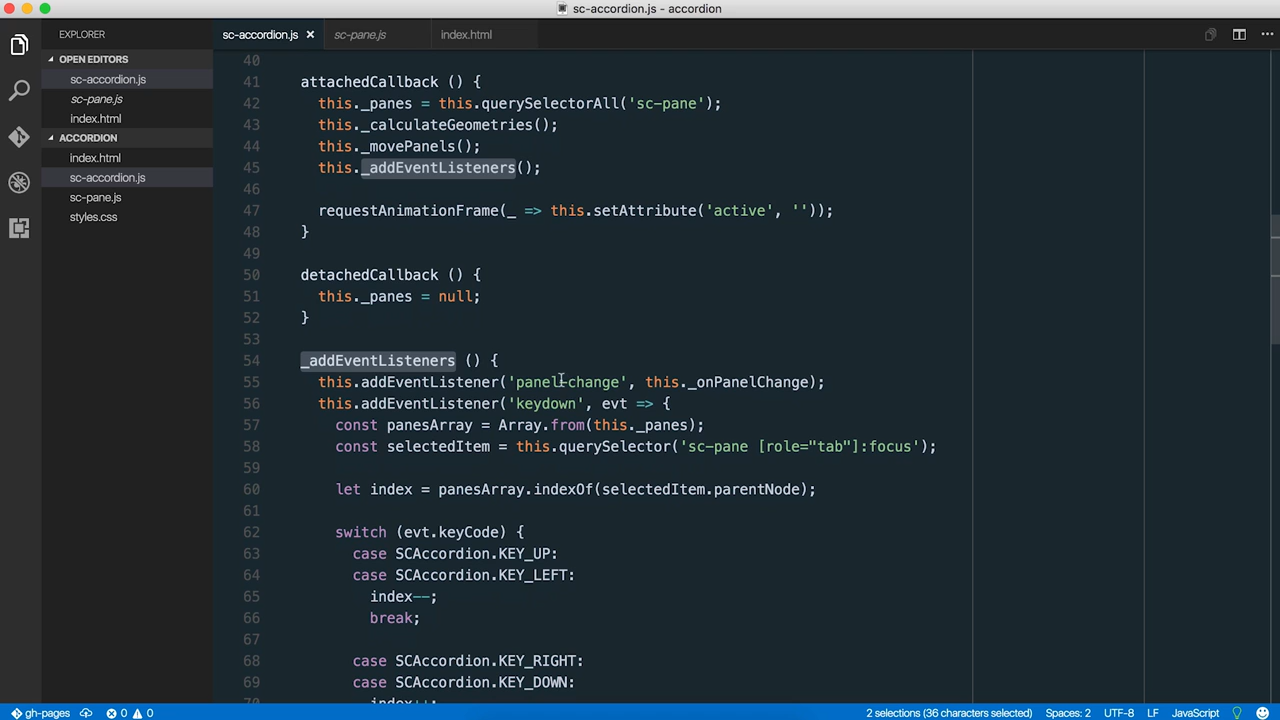 sc-accordion.js - accordion
EXPLORER
sc-accordion.js
sc-pane.js
index.html
OPEN EDITORS
sc-accordion.js
sc-pane.js
index.html
ACCORDION
index.html
sc-accordion.js
sc-pane.js
styles.css
40
41 attachedCallback () {
42 this._panes = this.querySelectorAll('sc-pane');
43 this._calculateGeometries();
44 this._movePanels();
45 this._addEventListeners();
46
47 requestAnimationFrame(_ => this.setAttribute('active', ''));
48 }
49
50 detachedCallback () {
51 this._panes = null;
52 }
53
54 _addEventListeners () {
55 this.addEventListener('panel-change', this._onPanelChange);
56 this.addEventListener('keydown', evt => {
57 const panesArray = Array.from(this._panes);
58 const selectedItem = this.querySelector('sc-pane [role="tab"]:focus');
59
60 let index = panesArray.indexOf(selectedItem.parentNode);
61
62 switch (evt.keyCode) {
63 case SCAccordion.KEY_UP:
64 case SCAccordion.KEY_LEFT:
65 index--;
66 break;
67
68 case SCAccordion.KEY_RIGHT:
69 case SCAccordion.KEY_DOWN:
gh-pages 0 0 2 selections (36 characters selected) Spaces: 2 UTF-8 LF JavaScript